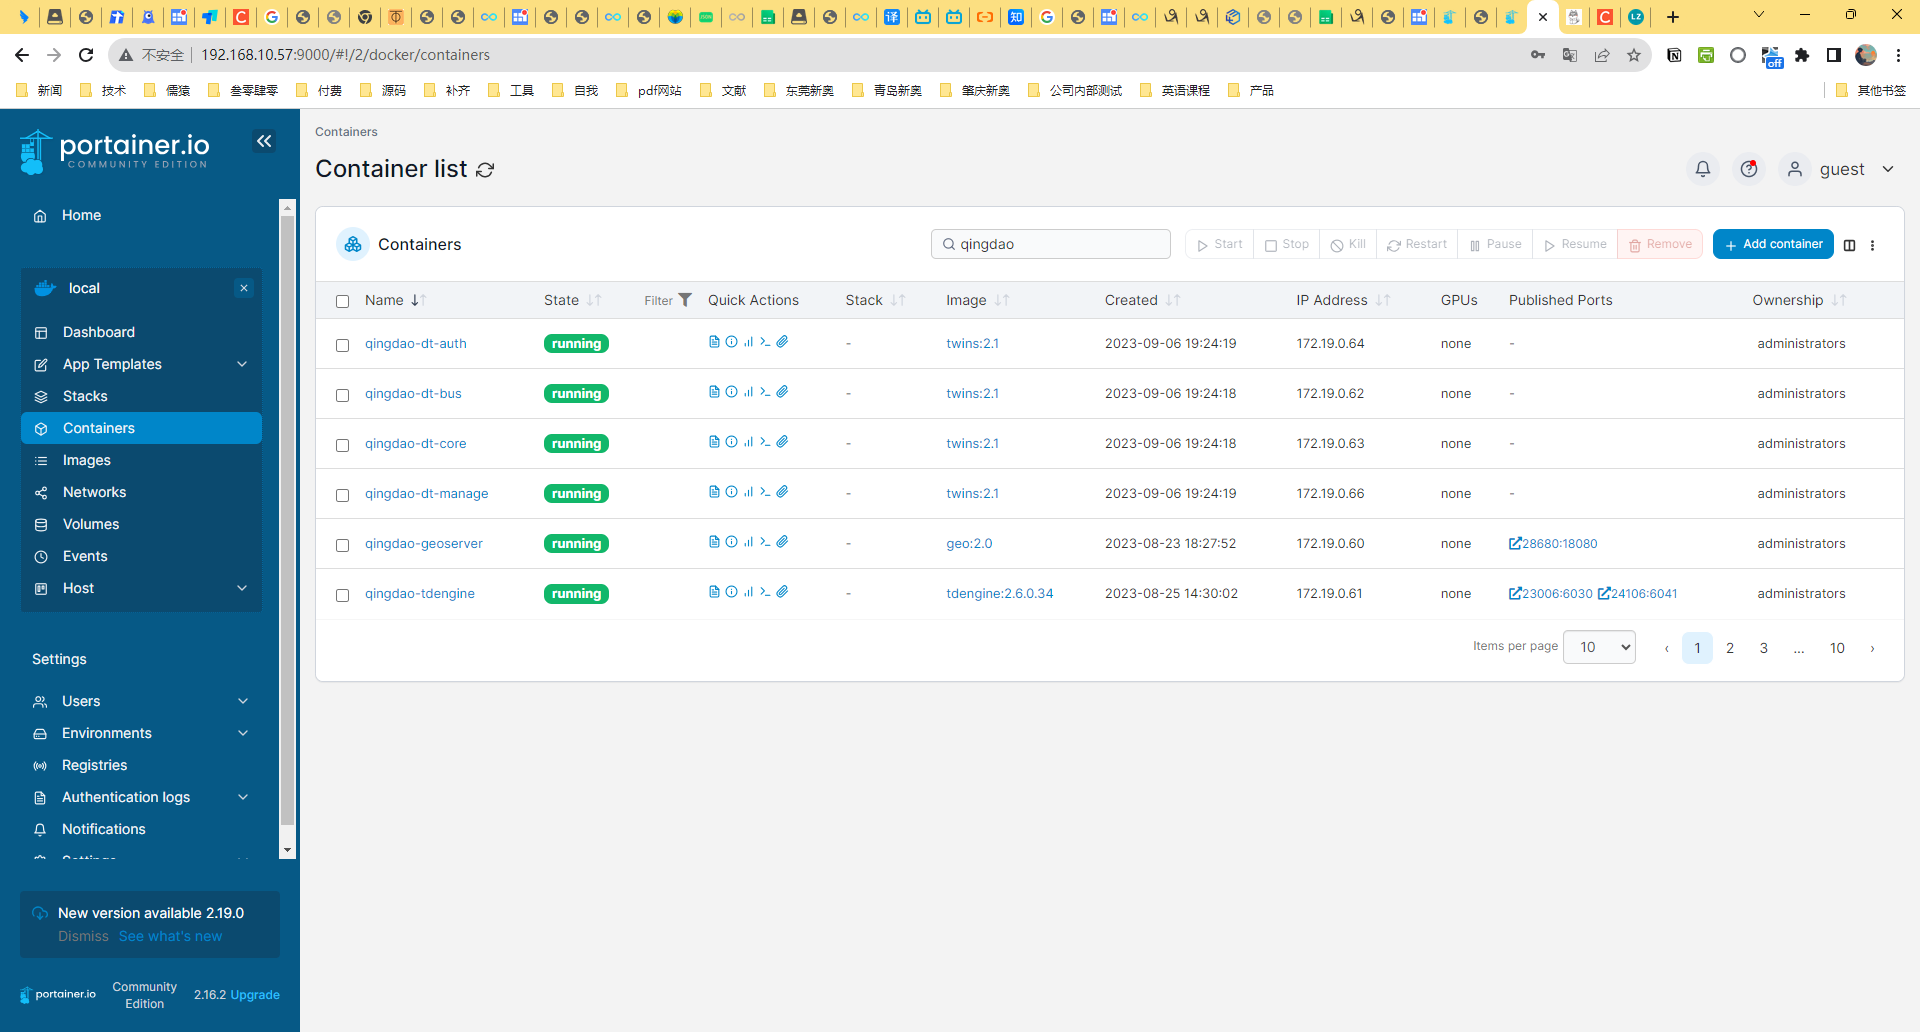 不安全 192.168.10.57:9000/#!/2/docker/containers
新闻 技术 儒猿 叁零肆零 付费 源码 补齐 工具 自我 pdf网站 文献 东莞新奥 青岛新奥 肇庆新奥 公司内部测试 英语课程 产品 其他书签
off
portainer.io
COMMUNITY EDITION
Home
local
Dashboard
App Templates
Stacks
Containers
Images
Networks
Volumes
Events
Host
Settings
Users
Environments
Registries
Authentication logs
Notifications
Settings
New version available 2.19.0
Dismiss See what's new
portainer.io Community Edition 2.16.2 Upgrade
Containers
Container list
guest
Containers
qingdao
Start Stop Kill Restart Pause Resume Remove Add container
Name State Filter Quick Actions Stack Image Created IP Address GPUs Published Ports Ownership
qingdao-dt-auth running - twins:2.1 2023-09-06 19:24:19 172.19.0.64 none - administrators
qingdao-dt-bus running - twins:2.1 2023-09-06 19:24:18 172.19.0.62 none - administrators
qingdao-dt-core running - twins:2.1 2023-09-06 19:24:18 172.19.0.63 none - administrators
qingdao-dt-manage running - twins:2.1 2023-09-06 19:24:19 172.19.0.66 none - administrators
qingdao-geoserver running - geo:2.0 2023-08-23 18:27:52 172.19.0.60 none 28680:18080 administrators
qingdao-tdengine running - tdengine:2.6.0.34 2023-08-25 14:30:02 172.19.0.61 none 23006:6030 24106:6041 administrators
Items per page 10 ‹ 1 2 3 ... 10 ›